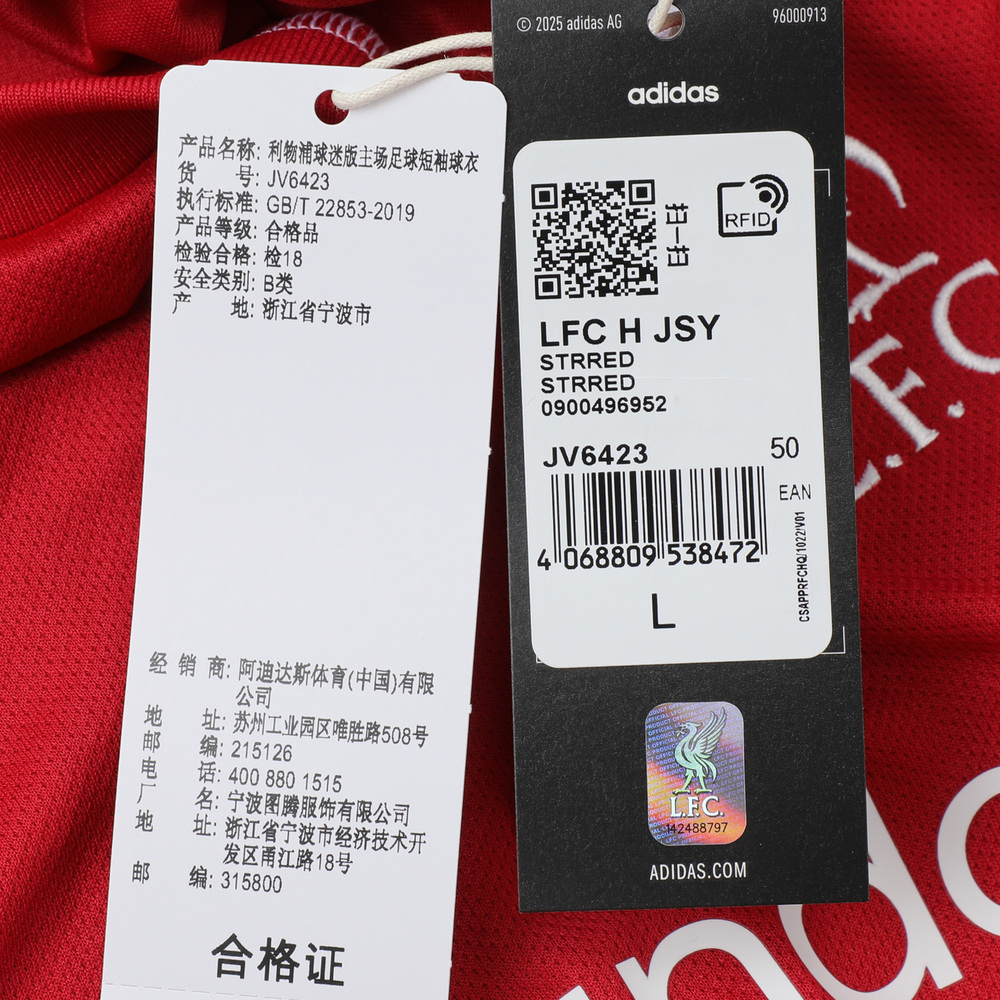 产品名称: 利物浦球迷版主场足球短袖球衣
货 号: JV6423
执行标准: GB/T 22853-2019
产品等级: 合格品
检验合格: 检18
安全类别: B类
产 地: 浙江省宁波市
经 销 商: 阿迪达斯体育(中国)有限
公司
地 址: 苏州工业园区唯胜路508号
邮 编: 215126
电 话: 400 880 1515
厂 名: 宁波图腾服饰有限公司
地 址: 浙江省宁波市经济技术开
发区甬江路18号
邮 编: 315800
合格证
© 2025 adidas AG
96000913
adidas
RFID
LFC H JSY
STRRED
STRRED
0900496952
JV6423
50
EAN
4 068809 538472
CSAPPRFCHQ/1022/V01
L
L.F.C.
J42488797
ADIDAS.COM
L.F.C